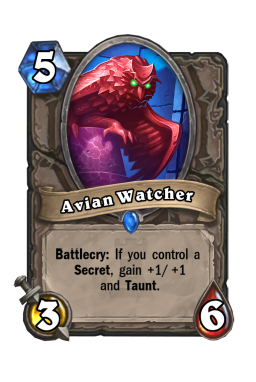 5
Avian Watcher
Battlecry: If you control a
Secret, gain +1/ +1
and Taunt.
3
6